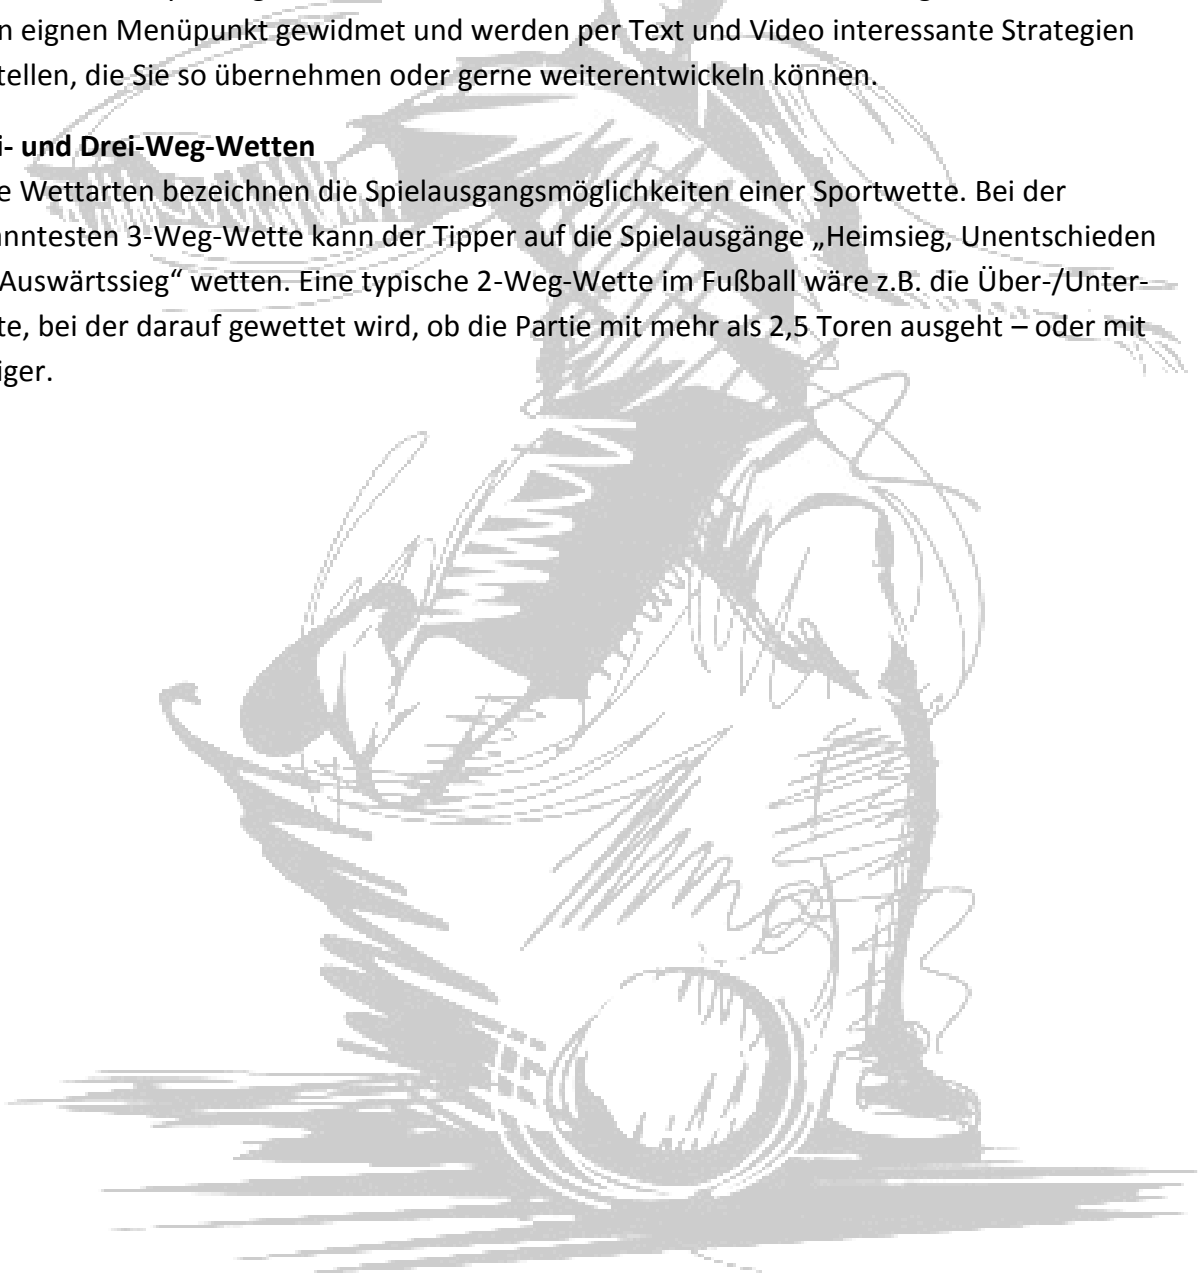 n eignen Menüpunkt gewidmet und werden per Text und Video interessante Strategien
tellen, die Sie so übernehmen oder gerne weiterentwickeln können.
i- und Drei-Weg-Wetten
e Wettarten bezeichnen die Spielausgangsmöglichkeiten einer Sportwette. Bei der
nntesten 3-Weg-Wette kann der Tipper auf die Spielausgänge „Heimsieg, Unentschieden
Auswärtssieg“ wetten. Eine typische 2-Weg-Wette im Fußball wäre z.B. die Über-/Unter-
te, bei der darauf gewettet wird, ob die Partie mit mehr als 2,5 Toren ausgeht – oder mit
iger.